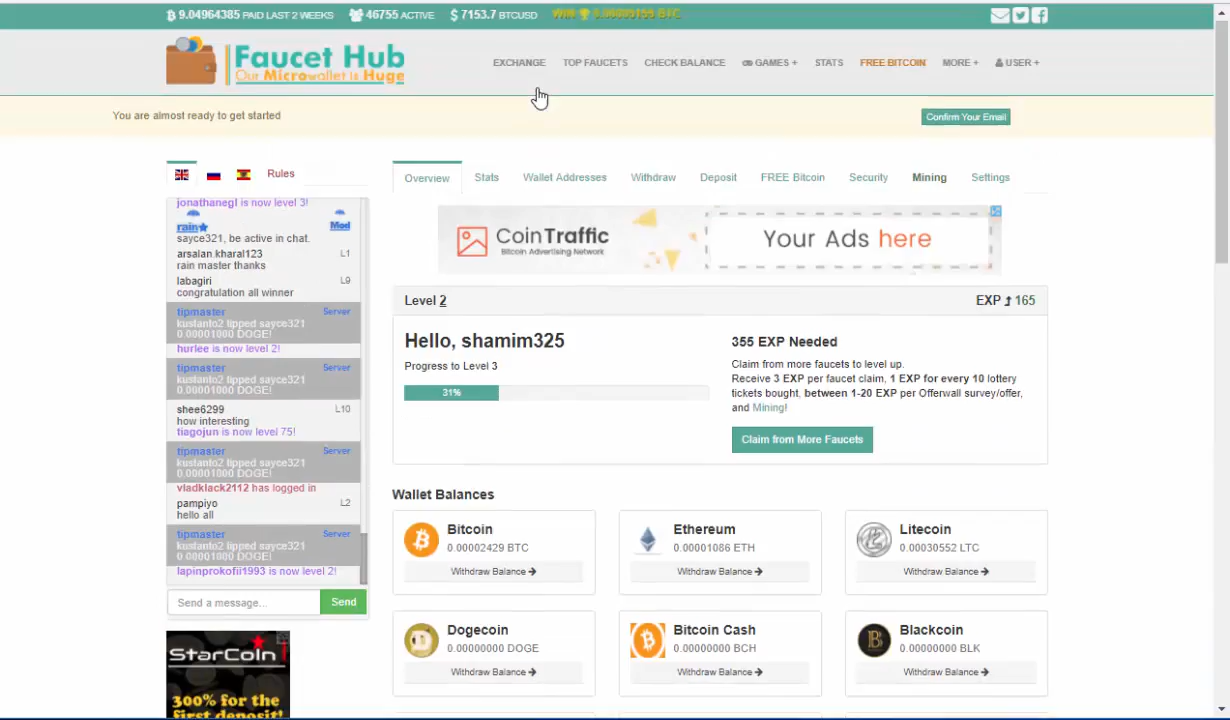 9.04964385 PAID LAST 2 WEEKS 46755 ACTIVE $ 7153.7 BTCUSD WIN 0.00000155 BTC
Faucet Hub
Our Microwallet is Huge
EXCHANGE TOP FAUCETS CHECK BALANCE GAMES + STATS FREE BITCOIN MORE + USER +
You are almost ready to get started Confirm Your Email
Rules
jonathanegl is now level 3!
rain Mod
sayce321, be active in chat.
arsalan.kharal123 L1
rain master thanks
labagiri L9
congratulation all winner
tipmaster Server
kustanto2 tipped sayce321
0.00001000 DOGE!
hurlee is now level 2!
tipmaster Server
kustanto2 tipped sayce321
0.00001000 DOGE!
shee6299 L10
how interesting
tiagojun is now level 75!
tipmaster Server
kustanto2 tipped sayce321
0.00001000 DOGE!
vladklack2112 has logged in
pampiyo L2
hello all
tipmaster Server
kustanto2 tipped sayce321
0.00001000 DOGE!
lapinprokofii1993 is now level 2!
Send a message... Send
STARCOIN
300% for the
first deposit!
Overview Stats Wallet Addresses Withdraw Deposit FREE Bitcoin Security Mining Settings
CoinTraffic
Bitcoin Advertising Network
Your Ads here
Level 2 EXP 165
Hello, shamim325
Progress to Level 3
31%
355 EXP Needed
Claim from more faucets to level up.
Receive 3 EXP per faucet claim, 1 EXP for every 10 lottery
tickets bought, between 1-20 EXP per Offerwall survey/offer,
and Mining!
Claim from More Faucets
Wallet Balances
Bitcoin
0.00002429 BTC
Withdraw Balance
Ethereum
0.00001086 ETH
Withdraw Balance
Litecoin
0.00030552 LTC
Withdraw Balance
Dogecoin
0.00000000 DOGE
Withdraw Balance
Bitcoin Cash
0.00000000 BCH
Withdraw Balance
Blackcoin
0.00000000 BLK
Withdraw Balance